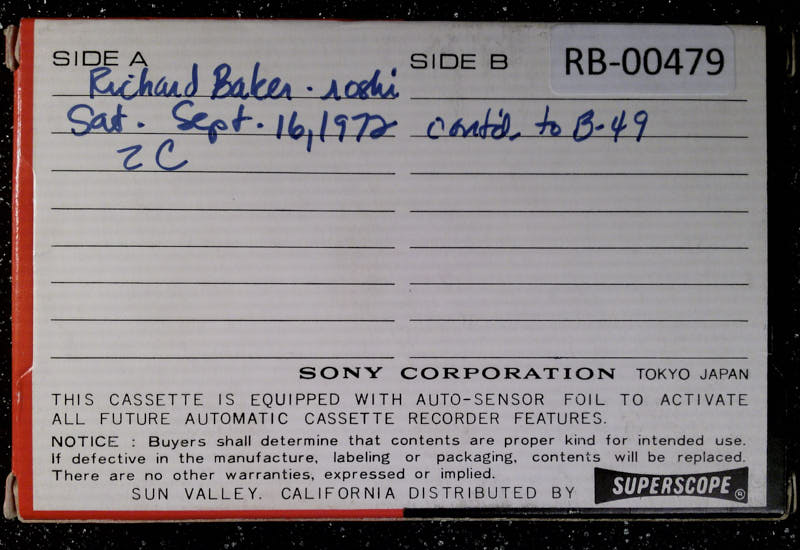 SIDE A
Richard Baker - roshi
Sat. Sept. 16, 1972
2C
SIDE B
RB-00479
cont'd. to B-49
SONY CORPORATION TOKYO JAPAN
THIS CASSETTE IS EQUIPPED WITH AUTO-SENSOR FOIL TO ACTIVATE
ALL FUTURE AUTOMATIC CASSETTE RECORDER FEATURES.
NOTICE : Buyers shall determine that contents are proper kind for intended use.
If defective in the manufacture, labeling or packaging, contents will be replaced.
There are no other warranties, expressed or implied.
SUN VALLEY. CALIFORNIA DISTRIBUTED BY SUPERSCOPE®